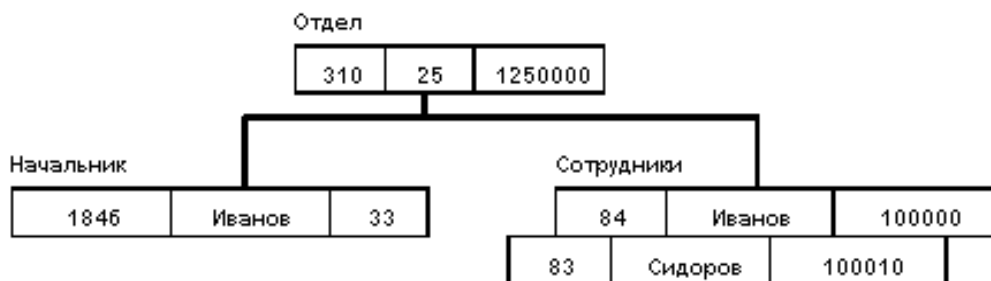 Отдел
310 25 1250000
Начальник
1846 Иванов 33
Сотрудники
84 Иванов 100000
83 Сидоров 100010